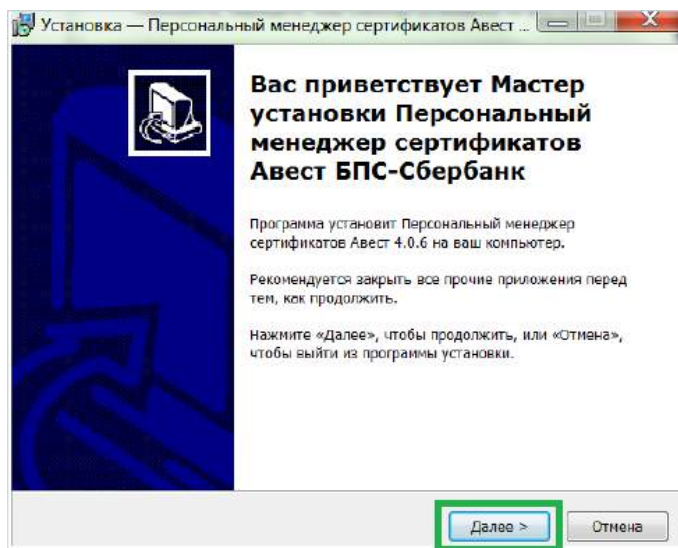 Установка — Персональный менеджер сертификатов Авест ...
Вас приветствует Мастер
установки Персональный
менеджер сертификатов
Авест БПС-Сбербанк
Программа установит Персональный менеджер
сертификатов Авест 4.0.6 на ваш компьютер.
Рекомендуется закрыть все прочие приложения перед
тем, как продолжить.
Нажмите «Далее», чтобы продолжить, или «Отмена»,
чтобы выйти из программы установки.
Далее >
Отмена